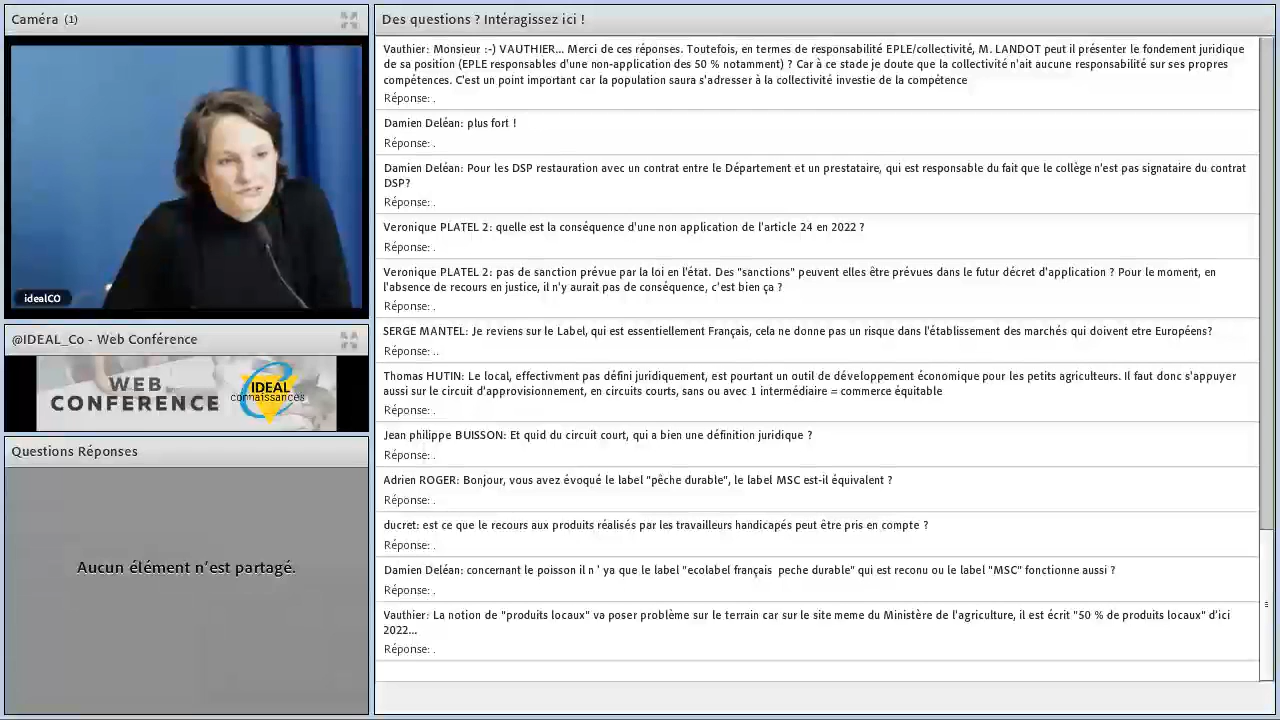 Caméra (1)
idealCO
@IDEAL_Co - Web Conférence
WEB
CONFERENCE
IDEAL
connaissances
Questions Réponses
Aucun élément n'est partagé.
Des questions ? Intéragissez ici !
Vauthier: Monsieur :-) VAUTHIER... Merci de ces réponses. Toutefois, en termes de responsabilité EPLE/collectivité, M. LANDOT peut il présenter le fondement juridique
de sa position (EPLE responsables d'une non-application des 50 % notamment) ? Car à ce stade je doute que la collectivité n'ait aucune responsabilité sur ses propres
compétences. C'est un point important car la population saura s'adresser à la collectivité investie de la compétence
Réponse: .
Damien Deléan: plus fort !
Réponse: .
Damien Deléan: Pour les DSP restauration avec un contrat entre le Département et un prestataire, qui est responsable du fait que le collège n'est pas signataire du contrat
DSP?
Réponse: .
Veronique PLATEL 2: quelle est la conséquence d'une non application de l'article 24 en 2022 ?
Réponse: .
Veronique PLATEL 2: pas de sanction prévue par la loi en l'état. Des "sanctions" peuvent elles être prévues dans le futur décret d'application ? Pour le moment, en
l'absence de recours en justice, il n'y aurait pas de conséquence, c'est bien ça ?
Réponse: .
SERGE MANTEL: Je reviens sur le Label, qui est essentiellement Français, cela ne donne pas un risque dans l'établissement des marchés qui doivent etre Européens?
Réponse: ..
Thomas HUTIN: Le local, effectivment pas défini juridiquement, est pourtant un outil de développement économique pour les petits agriculteurs. Il faut donc s'appuyer
aussi sur le circuit d'approvisionnement, en circuits courts, sans ou avec 1 intermédiaire = commerce équitable
Réponse: .
Jean philippe BUISSON: Et quid du circuit court, qui a bien une définition juridique ?
Réponse: .
Adrien ROGER: Bonjour, vous avez évoqué le label "pêche durable", le label MSC est-il équivalent ?
Réponse: .
ducret: est ce que le recours aux produits réalisés par les travailleurs handicapés peut être pris en compte ?
Réponse: .
Damien Deléan: concernant le poisson il n ' ya que le label "ecolabel français peche durable" qui est reconu ou le label "MSC" fonctionne aussi ?
Réponse: .
Vauthier: La notion de "produits locaux" va poser problème sur le terrain car sur le site meme du Ministère de l'agriculture, il est écrit "50 % de produits locaux" d'ici
2022...
Réponse: .